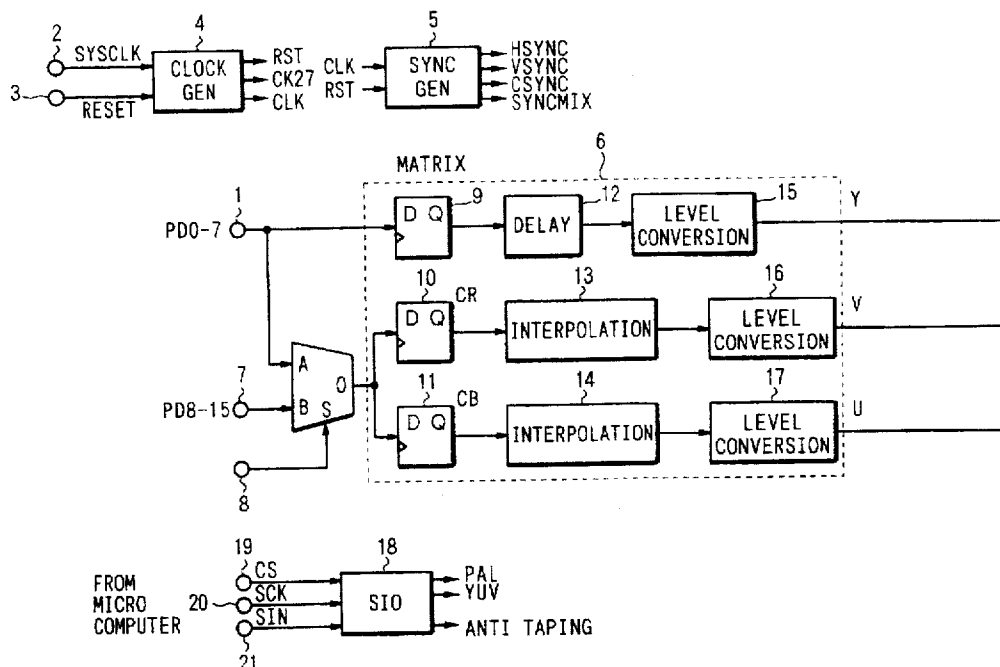 4
5
2
SYSCLK
CLOCK
GEN
RST
CK27
CLK
3
RESET
CLK
RST
SYNC
GEN
HSYNC
VSYNC
CSYNC
SYNCMIX
MATRIX
6
1
PD0-7
9
D Q
12
DELAY
15
LEVEL
CONVERSION
Y
10
D Q
CR
13
INTERPOLATION
16
LEVEL
CONVERSION
V
7
PD8-15
A
B
S
O
8
11
D Q
CB
14
INTERPOLATION
17
LEVEL
CONVERSION
U
FROM
MICRO
COMPUTER
19
CS
20
SCK
SIN
21
18
SIO
PAL
YUV
ANTI TAPING